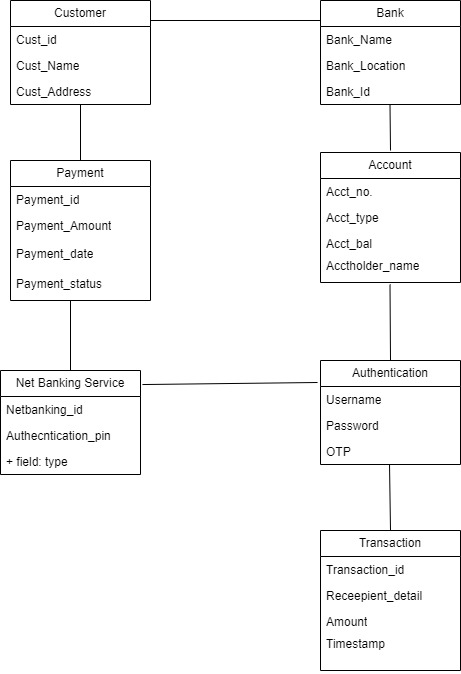 Customer
Cust_id
Cust_Name
Cust_Address
Bank
Bank_Name
Bank_Location
Bank_Id
Payment
Payment_id
Payment_Amount
Payment_date
Payment_status
Account
Acct_no.
Acct_type
Acct_bal
Acctholder_name
Net Banking Service
Netbanking_id
Authecntication_pin
+ field: type
Authentication
Username
Password
OTP
Transaction
Transaction_id
Receepient_detail
Amount
Timestamp